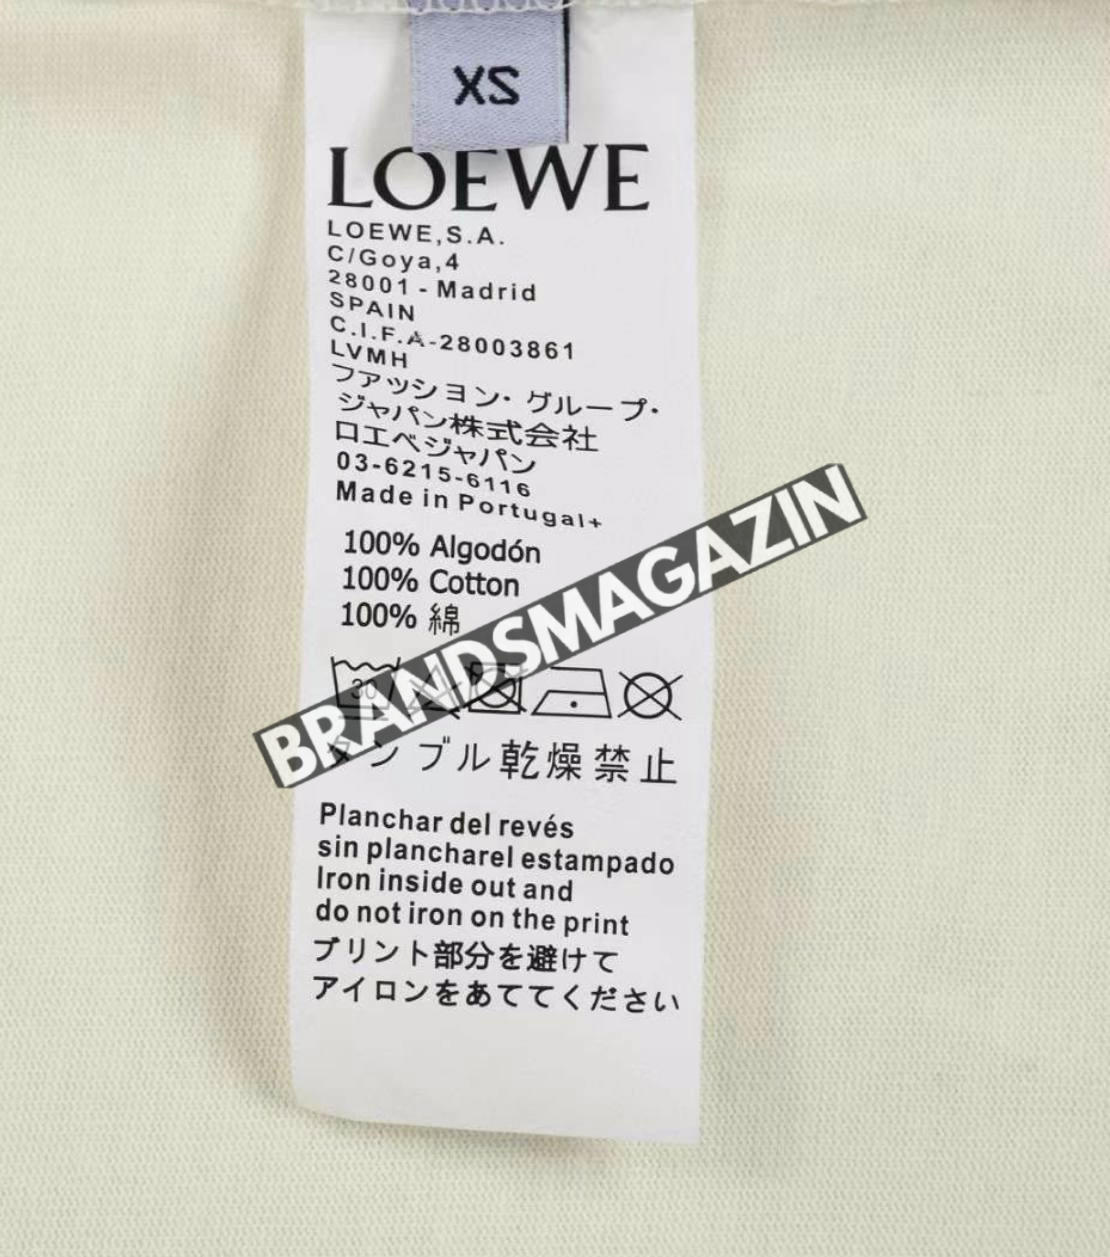 XS
LOEWE
LOEWE,S.A.
C/Goya,4
28001 - Madrid
SPAIN
C.I.F.A-28003861
LVMH
ファッション・グループ・
ジャパン株式会社
ロエベジャパン
03-6215-6116
Made in Portugal+
100% Algodón
100% Cotton
100% 綿
BRANDSMAGAZIN
30
タンブル乾燥禁止
Planchar del revés
sin plancharel estampado
Iron inside out and
do not iron on the print
プリント部分を避けて
アイロンをあててください